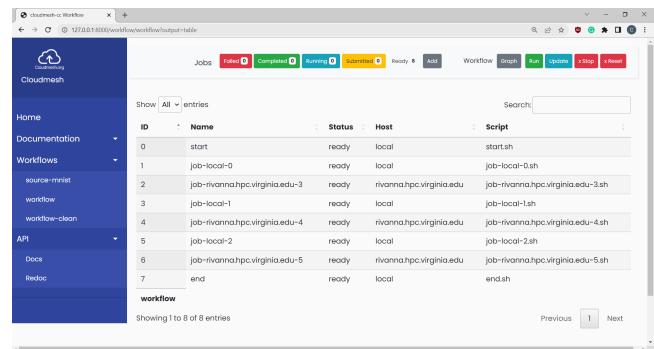 cloudmesh-cc Workflow
127.0.0.1:8000/workflow/workflow?output=table
Cloudmesh.org
Cloudmesh
Jobs Failed 0 Completed 0 Running 0 Submitted 0 Ready 8 Add Workflow Graph Run Update x Stop x Reset
Home
Documentation
Workflows
source-mnist
workflow
workflow-clean
API
Docs
Redoc
Show All entries Search:
ID Name Status Host Script
0 start ready local start.sh
1 job-local-0 ready local job-local-0.sh
2 job-rivanna.hpc.virginia.edu-3 ready rivanna.hpc.virginia.edu job-rivanna.hpc.virginia.edu-3.sh
3 job-local-1 ready local job-local-1.sh
4 job-rivanna.hpc.virginia.edu-4 ready rivanna.hpc.virginia.edu job-rivanna.hpc.virginia.edu-4.sh
5 job-local-2 ready local job-local-2.sh
6 job-rivanna.hpc.virginia.edu-5 ready rivanna.hpc.virginia.edu job-rivanna.hpc.virginia.edu-5.sh
7 end ready local end.sh
workflow
Showing 1 to 8 of 8 entries Previous 1 Next